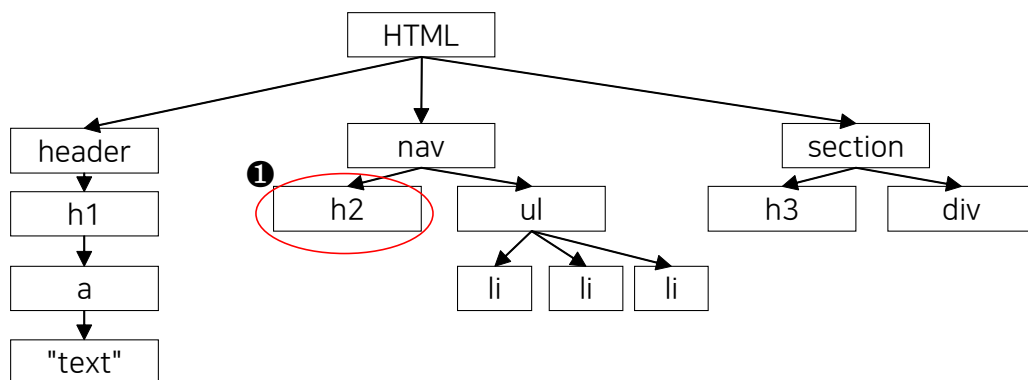 HTML
header
nav
section
❶
h1
h2
ul
h3
div
a
li
li
li
"text"